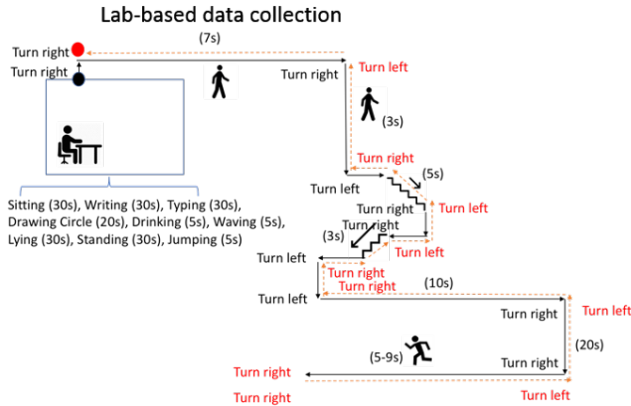 Lab-based data collection
(7s)
Turn right
Turn right
Turn right
Turn left
(3s)
Turn right
(5s)
Turn left
Sitting (30s), Writing (30s), Typing (30s),
Drawing Circle (20s), Drinking (5s), Waving (5s),
Lying (30s), Standing (30s), Jumping (5s)
Turn right
Turn left
Turn right
(3s)
Turn left
Turn left
Turn right
Turn right
(10s)
Turn left
Turn right
Turn left
(20s)
(5-9s)
Turn right
Turn right
Turn right
Turn left